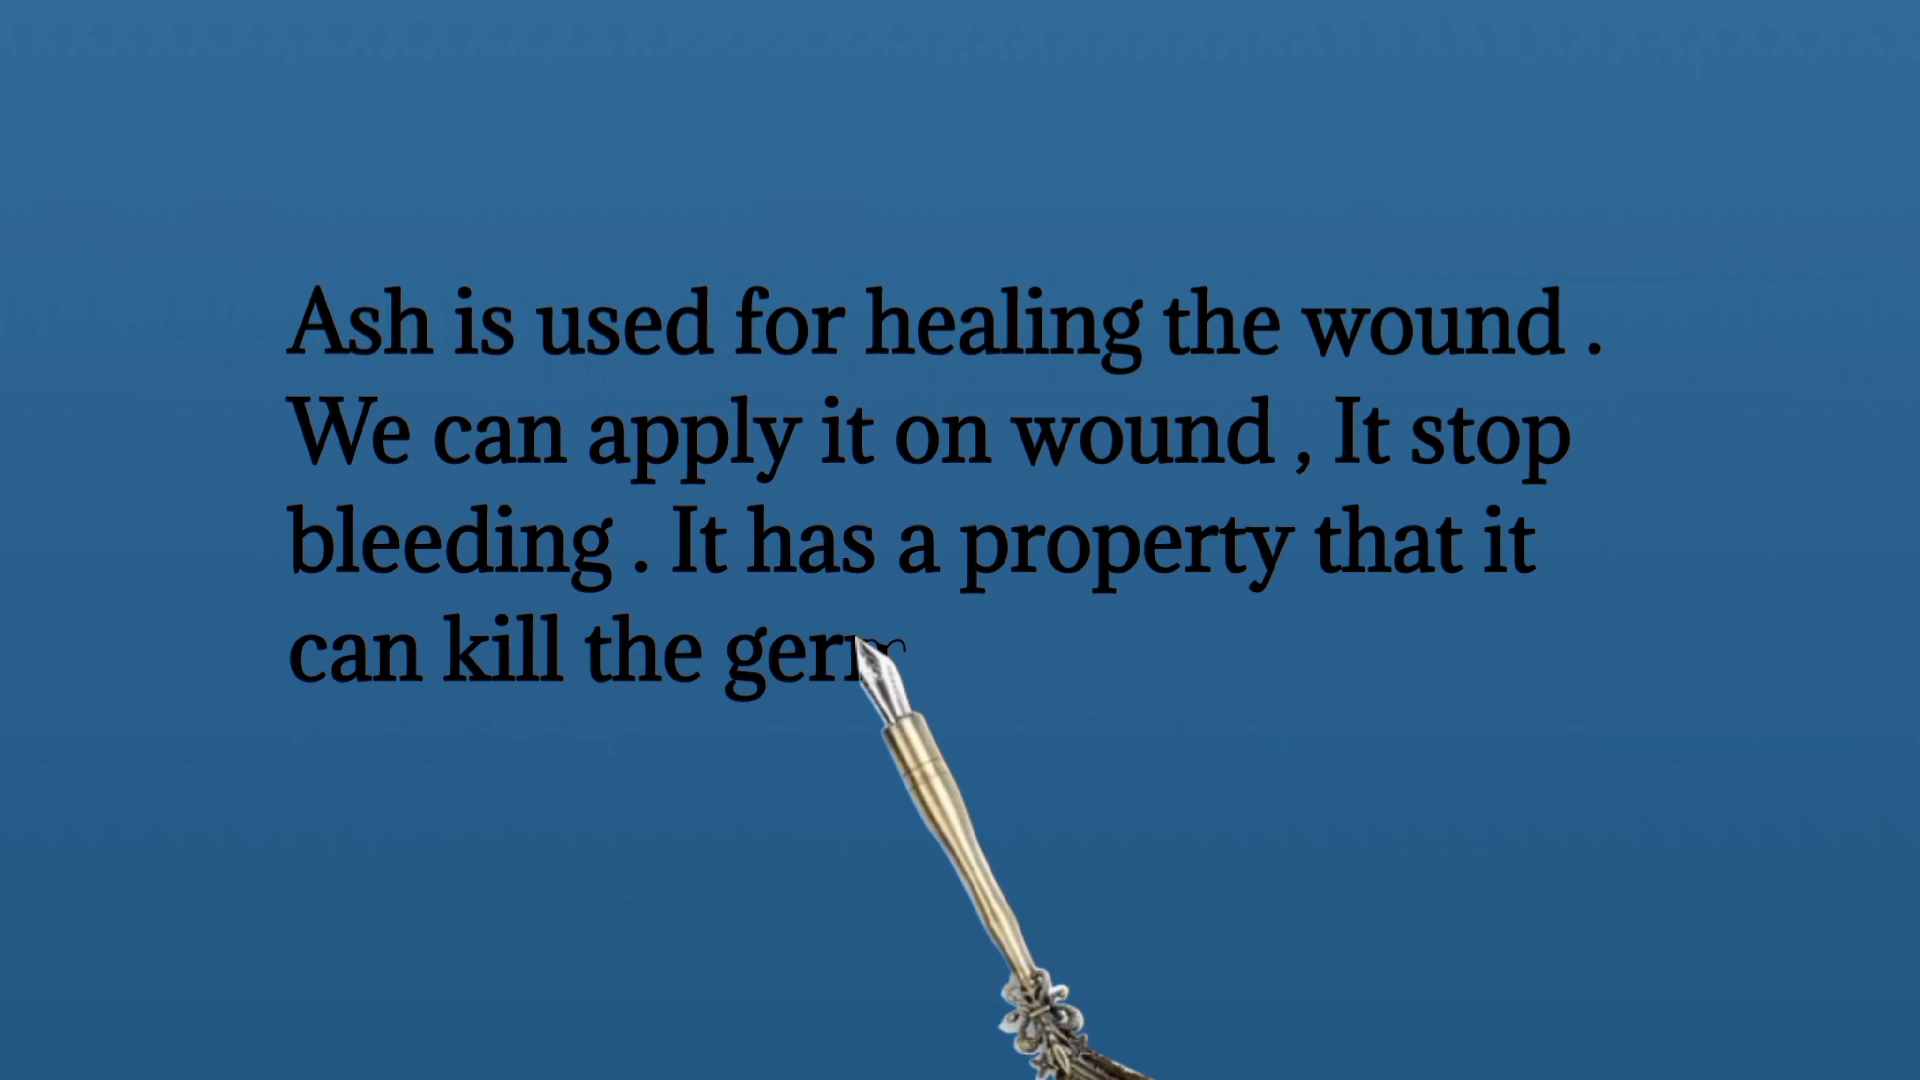 Ash is used for healing the wound .
We can apply it on wound , It stop
bleeding . It has a property that it
can kill the